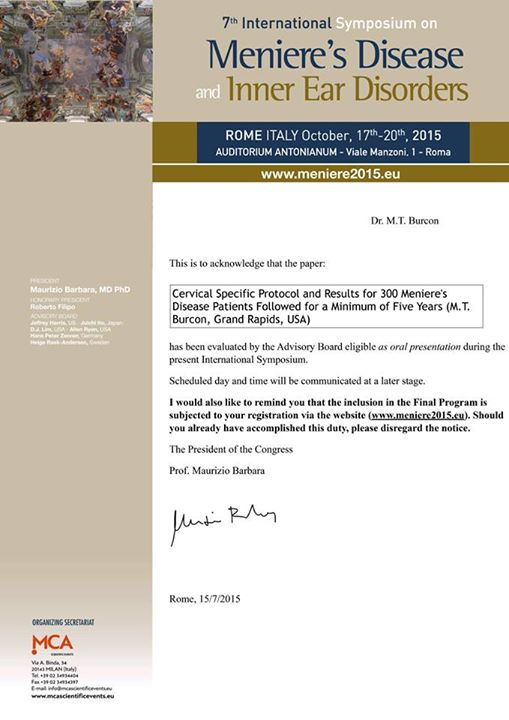 7th International Symposium on
Meniere's Disease
and Inner Ear Disorders
ROME ITALY October, 17th-20th, 2015
AUDITORIUM ANTONIANUM - Viale Manzoni, 1 - Roma
www.meniere2015.eu
Dr. M.T. Burcon
This is to acknowledge that the paper:
Cervical Specific Protocol and Results for 300 Meniere's
Disease Patients Followed for a Minimum of Five Years (M.T.
Burcon, Grand Rapids, USA)
has been evaluated by the Advisory Board eligible as oral presentation during the
present International Symposium.
Scheduled day and time will be communicated at a later stage.
I would also like to remind you that the inclusion in the Final Program is
subjected to your registration via the website (www.meniere2015.eu). Should
you already have accomplished this duty, please disregard the notice.
The President of the Congress
Prof. Maurizio Barbara
Rome, 15/7/2015
PRESIDENT
Maurizio Barbara, MD PhD
HONORARY PRESIDENT
Roberto Filipo
ADVISORY BOARD
Jeffrey Harris, US - Juichi Ito, Japan
D.J. Lim, USA - Allen Ryan, USA
Hans Peter Zenner, Germany
Helge Rask-Andersen, Sweden
ORGANIZING SECRETARIAT
MCA
SCIENTIFIC EVENTS
Via A. Binda, 34
20143 MILAN (Italy)
Tel. +39 02 34934404
Fax +39 02 34934397
E-mail: info@mcascientificevents.eu
www.mcascientificevents.eu